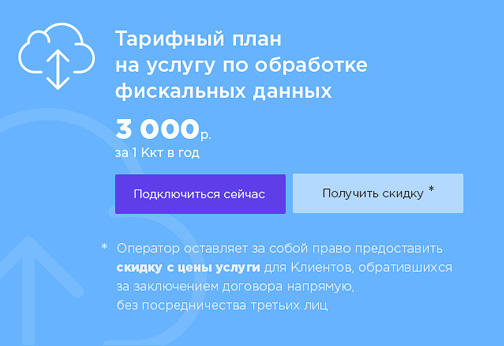 Тарифный план
на услугу по обработке
фискальных данных
3 000р.
за 1 Ккт в год
Подключиться сейчас
Получить скидку *
* Оператор оставляет за собой право предоставить
скидку с цены услуги для Клиентов, обратившихся
за заключением договора напрямую,
без посредничества третьих лиц